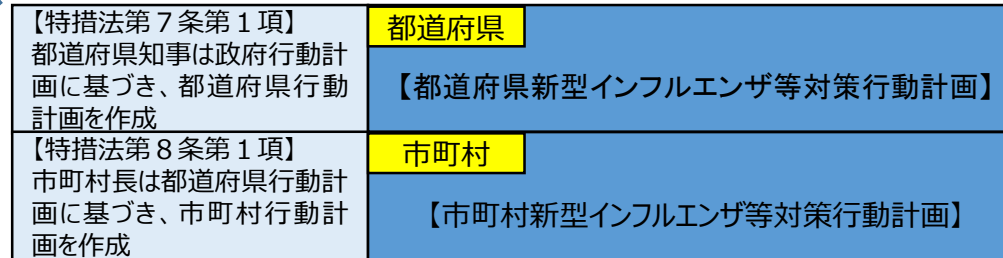 【特措法第７条第１項】
都道府県知事は政府行動計
画に基づき、都道府県行動
計画を作成
都道府県
【都道府県新型インフルエンザ等対策行動計画】
【特措法第８条第１項】
市町村長は都道府県行動計
画に基づき、市町村行動計
画を作成
市町村
【市町村新型インフルエンザ等対策行動計画】